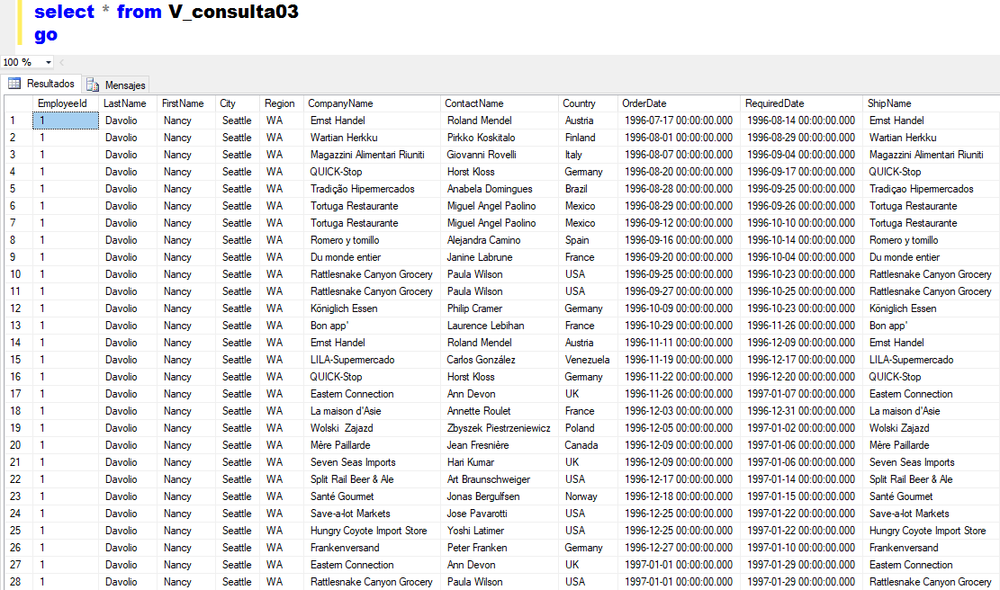 select * from V_consulta03
go
100 %
Resultados Mensajes
EmployeeId LastName FirstName City Region CompanyName ContactName Country OrderDate RequiredDate ShipName
1 1 Davolio Nancy Seattle WA Ernst Handel Roland Mendel Austria 1996-07-17 00:00:00.000 1996-08-14 00:00:00.000 Ernst Handel
2 1 Davolio Nancy Seattle WA Wartian Herkku Pirkko Koskitalo Finland 1996-08-01 00:00:00.000 1996-08-29 00:00:00.000 Wartian Herkku
3 1 Davolio Nancy Seattle WA Magazzini Alimentari Riuniti Giovanni Rovelli Italy 1996-08-07 00:00:00.000 1996-09-04 00:00:00.000 Magazzini Alimentari Riuniti
4 1 Davolio Nancy Seattle WA QUICK-Stop Horst Kloss Germany 1996-08-20 00:00:00.000 1996-09-17 00:00:00.000 QUICK-Stop
5 1 Davolio Nancy Seattle WA Tradição Hipermercados Anabela Domingues Brazil 1996-08-28 00:00:00.000 1996-09-25 00:00:00.000 Tradiçao Hipermercados
6 1 Davolio Nancy Seattle WA Tortuga Restaurante Miguel Angel Paolino Mexico 1996-08-29 00:00:00.000 1996-09-26 00:00:00.000 Tortuga Restaurante
7 1 Davolio Nancy Seattle WA Tortuga Restaurante Miguel Angel Paolino Mexico 1996-09-12 00:00:00.000 1996-10-10 00:00:00.000 Tortuga Restaurante
8 1 Davolio Nancy Seattle WA Romero y tomillo Alejandra Camino Spain 1996-09-16 00:00:00.000 1996-10-14 00:00:00.000 Romero y tomillo
9 1 Davolio Nancy Seattle WA Du monde entier Janine Labrune France 1996-09-20 00:00:00.000 1996-10-04 00:00:00.000 Du monde entier
10 1 Davolio Nancy Seattle WA Rattlesnake Canyon Grocery Paula Wilson USA 1996-09-25 00:00:00.000 1996-10-23 00:00:00.000 Rattlesnake Canyon Grocery
11 1 Davolio Nancy Seattle WA Rattlesnake Canyon Grocery Paula Wilson USA 1996-09-27 00:00:00.000 1996-10-25 00:00:00.000 Rattlesnake Canyon Grocery
12 1 Davolio Nancy Seattle WA Königlich Essen Philip Cramer Germany 1996-10-09 00:00:00.000 1996-10-23 00:00:00.000 Königlich Essen
13 1 Davolio Nancy Seattle WA Bon app' Laurence Lebihan France 1996-10-29 00:00:00.000 1996-11-26 00:00:00.000 Bon app'
14 1 Davolio Nancy Seattle WA Ernst Handel Roland Mendel Austria 1996-11-11 00:00:00.000 1996-12-09 00:00:00.000 Ernst Handel
15 1 Davolio Nancy Seattle WA LILA-Supermercado Carlos González Venezuela 1996-11-19 00:00:00.000 1996-12-17 00:00:00.000 LILA-Supermercado
16 1 Davolio Nancy Seattle WA QUICK-Stop Horst Kloss Germany 1996-11-22 00:00:00.000 1996-12-20 00:00:00.000 QUICK-Stop
17 1 Davolio Nancy Seattle WA Eastern Connection Ann Devon UK 1996-11-26 00:00:00.000 1997-01-07 00:00:00.000 Eastern Connection
18 1 Davolio Nancy Seattle WA La maison d'Asie Annette Roulet France 1996-12-03 00:00:00.000 1996-12-31 00:00:00.000 La maison d'Asie
19 1 Davolio Nancy Seattle WA Wolski Zajazd Zbyszek Piestrzeniewicz Poland 1996-12-05 00:00:00.000 1997-01-02 00:00:00.000 Wolski Zajazd
20 1 Davolio Nancy Seattle WA Mère Paillarde Jean Fresnière Canada 1996-12-09 00:00:00.000 1997-01-06 00:00:00.000 Mère Paillarde
21 1 Davolio Nancy Seattle WA Seven Seas Imports Hari Kumar UK 1996-12-09 00:00:00.000 1997-01-06 00:00:00.000 Seven Seas Imports
22 1 Davolio Nancy Seattle WA Split Rail Beer & Ale Art Braunschweiger USA 1996-12-17 00:00:00.000 1997-01-14 00:00:00.000 Split Rail Beer & Ale
23 1 Davolio Nancy Seattle WA Santé Gourmet Jonas Bergulfsen Norway 1996-12-18 00:00:00.000 1997-01-15 00:00:00.000 Santé Gourmet
24 1 Davolio Nancy Seattle WA Save-a-lot Markets Jose Pavarotti USA 1996-12-25 00:00:00.000 1997-01-22 00:00:00.000 Save-a-lot Markets
25 1 Davolio Nancy Seattle WA Hungry Coyote Import Store Yoshi Latimer USA 1996-12-25 00:00:00.000 1997-01-22 00:00:00.000 Hungry Coyote Import Store
26 1 Davolio Nancy Seattle WA Frankenversand Peter Franken Germany 1996-12-27 00:00:00.000 1997-01-10 00:00:00.000 Frankenversand
27 1 Davolio Nancy Seattle WA Eastern Connection Ann Devon UK 1997-01-01 00:00:00.000 1997-01-29 00:00:00.000 Eastern Connection
28 1 Davolio Nancy Seattle WA Rattlesnake Canyon Grocery Paula Wilson USA 1997-01-01 00:00:00.000 1997-01-29 00:00:00.000 Rattlesnake Canyon Grocery